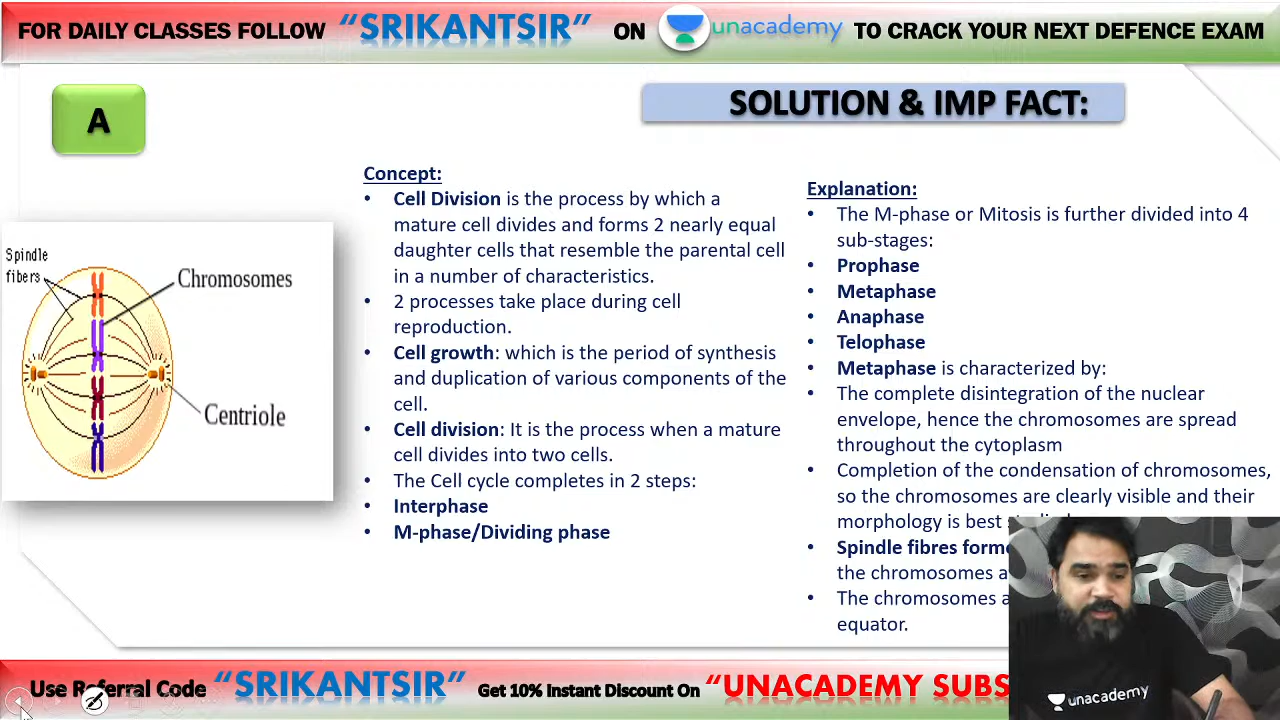 FOR DAILY CLASSES FOLLOW "SRIKANTSIR" ON unacademy TO CRACK YOUR NEXT DEFENCE EXAM
A
SOLUTION & IMP FACT:
Spindle
fibers
Chromosomes
Centriole
Concept:
• Cell Division is the process by which a
mature cell divides and forms 2 nearly equal
daughter cells that resemble the parental cell
in a number of characteristics.
• 2 processes take place during cell
reproduction.
• Cell growth: which is the period of synthesis
and duplication of various components of the
cell.
• Cell division: It is the process when a mature
cell divides into two cells.
• The Cell cycle completes in 2 steps:
• Interphase
• M-phase/Dividing phase
Explanation:
• The M-phase or Mitosis is further divided into 4
sub-stages:
• Prophase
• Metaphase
• Anaphase
• Telophase
• Metaphase is characterized by:
• The complete disintegration of the nuclear
envelope, hence the chromosomes are spread
throughout the cytoplasm
• Completion of the condensation of chromosomes,
so the chromosomes are clearly visible and their
morphology is best
• Spindle fibres
the chromosomes
• The chromosomes
equator.
unacademy
Use Referral Code "SRIKANTSIR" Get 10% Instant Discount On "UNACADEMY SUBS